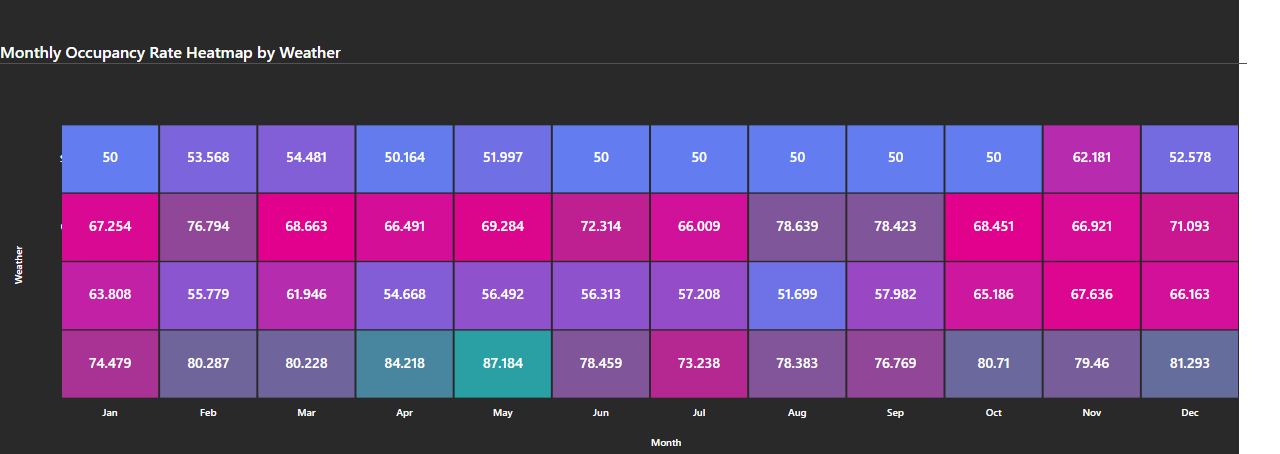 Monthly Occupancy Rate Heatmap by Weather
50 53.568 54.481 50.164 51.997 50 50 50 50 50 62.181 52.578
67.254 76.794 68.663 66.491 69.284 72.314 66.009 78.639 78.423 68.451 66.921 71.093
Weather
63.808 55.779 61.946 54.668 56.492 56.313 57.208 51.699 57.982 65.186 67.636 66.163
74.479 80.287 80.228 84.218 87.184 78.459 73.238 78.383 76.769 80.71 79.46 81.293
Jan Feb Mar Apr May Jun Jul Aug Sep Oct Nov Dec
Month